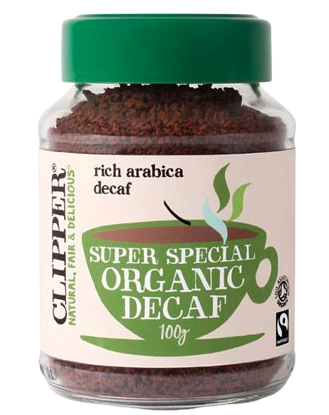 rich arabica
decaf
CLIPPER®
NATURAL, FAIR & DELICIOUS
SUPER SPECIAL
ORGANIC
DECAF
100g